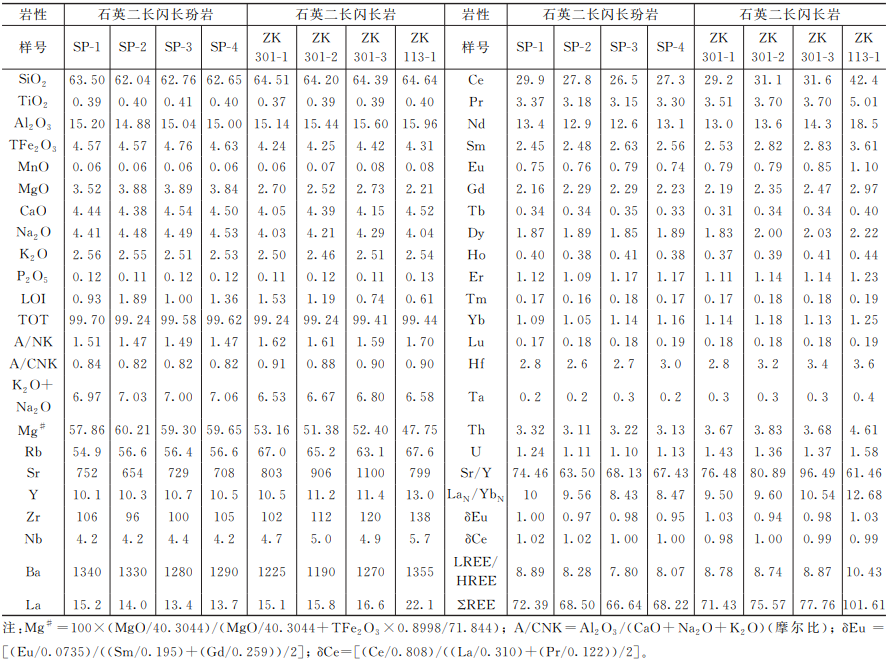 岩性 石英二长闪长玢岩 石英二长闪长岩 岩性 石英二长闪长玢岩 石英二长闪长岩
样号 SP-1 SP-2 SP-3 SP-4 ZK 301-1 ZK 301-2 ZK 301-3 ZK 113-1 样号 SP-1 SP-2 SP-3 SP-4 ZK 301-1 ZK 301-2 ZK 301-3 ZK 113-1
SiO₂ 63.50 62.04 62.76 62.65 64.51 64.20 64.39 64.64 Ce 29.9 27.8 26.5 27.3 29.2 31.1 31.6 42.4
TiO₂ 0.39 0.40 0.41 0.40 0.37 0.39 0.39 0.40 Pr 3.37 3.18 3.15 3.30 3.51 3.70 3.70 5.01
Al₂O₃ 15.20 14.88 15.04 15.00 15.14 15.44 15.60 15.96 Nd 13.4 12.9 12.6 13.1 13.0 13.6 14.3 18.5
TFe₂O₃ 4.57 4.57 4.76 4.63 4.24 4.25 4.42 4.31 Sm 2.45 2.48 2.63 2.56 2.53 2.82 2.83 3.61
MnO 0.06 0.06 0.06 0.06 0.06 0.07 0.08 0.08 Eu 0.75 0.76 0.79 0.74 0.79 0.79 0.85 1.10
MgO 3.52 3.88 3.89 3.84 2.70 2.52 2.73 2.21 Gd 2.16 2.29 2.29 2.23 2.19 2.35 2.47 2.97
CaO 4.44 4.38 4.54 4.50 4.05 4.39 4.15 4.52 Tb 0.34 0.34 0.35 0.33 0.31 0.34 0.34 0.40
Na₂O 4.41 4.48 4.49 4.53 4.03 4.21 4.29 4.04 Dy 1.87 1.89 1.85 1.89 1.83 2.00 2.03 2.22
K₂O 2.56 2.55 2.51 2.53 2.50 2.46 2.51 2.54 Ho 0.40 0.38 0.41 0.38 0.37 0.39 0.41 0.44
P₂O₅ 0.12 0.11 0.12 0.12 0.11 0.12 0.11 0.13 Er 1.12 1.09 1.17 1.17 1.11 1.14 1.14 1.23
LOI 0.93 1.89 1.00 1.36 1.53 1.19 0.74 0.61 Tm 0.17 0.16 0.18 0.17 0.17 0.18 0.18 0.19
TOT 99.70 99.24 99.58 99.62 99.24 99.24 99.41 99.44 Yb 1.09 1.05 1.14 1.16 1.14 1.18 1.13 1.25
A/NK 1.51 1.47 1.49 1.47 1.62 1.61 1.59 1.70 Lu 0.17 0.18 0.18 0.19 0.18 0.18 0.18 0.19
A/CNK 0.84 0.82 0.82 0.82 0.91 0.88 0.90 0.90 Hf 2.8 2.6 2.7 3.0 2.8 3.2 3.4 3.6
K₂O+ Na₂O 6.97 7.03 7.00 7.06 6.53 6.67 6.80 6.58 Ta 0.2 0.2 0.3 0.2 0.3 0.3 0.3 0.4
Mg# 57.86 60.21 59.30 59.65 53.16 51.38 52.40 47.75 Th 3.32 3.11 3.22 3.13 3.67 3.83 3.68 4.61
Rb 54.9 56.6 56.4 56.6 67.0 65.2 63.1 67.6 U 1.24 1.11 1.10 1.13 1.43 1.36 1.37 1.58
Sr 752 654 729 708 803 906 1100 799 Sr/Y 74.46 63.50 68.13 67.43 76.48 80.89 96.49 61.46
Y 10.1 10.3 10.7 10.5 10.5 11.2 11.4 13.0 La_N/Yb_N 10 9.56 8.43 8.47 9.50 9.60 10.54 12.68
Zr 106 96 100 105 102 112 120 138 δEu 1.00 0.97 0.98 0.95 1.03 0.94 0.98 1.03
Nb 4.2 4.2 4.4 4.2 4.7 5.0 4.9 5.7 δCe 1.02 1.02 1.00 1.00 0.98 1.00 0.99 0.99
Ba 1340 1330 1280 1290 1225 1190 1270 1355 LREE/ HREE 8.89 8.28 7.80 8.07 8.78 8.74 8.87 10.43
La 15.2 14.0 13.4 13.7 15.1 15.8 16.6 22.1 ΣREE 72.39 68.50 66.64 68.22 71.43 75.57 77.76 101.61
注:Mg#=100×(MgO/40.3044)/(MgO/40.3044+TFe₂O₃×0.8998/71.844); A/CNK=Al₂O₃/(CaO+Na₂O+K₂O)(摩尔比); δEu=
[(Eu/0.0735)/((Sm/0.195)+(Gd/0.259))/2]; δCe=[(Ce/0.808)/((La/0.310)+(Pr/0.122))/2]。